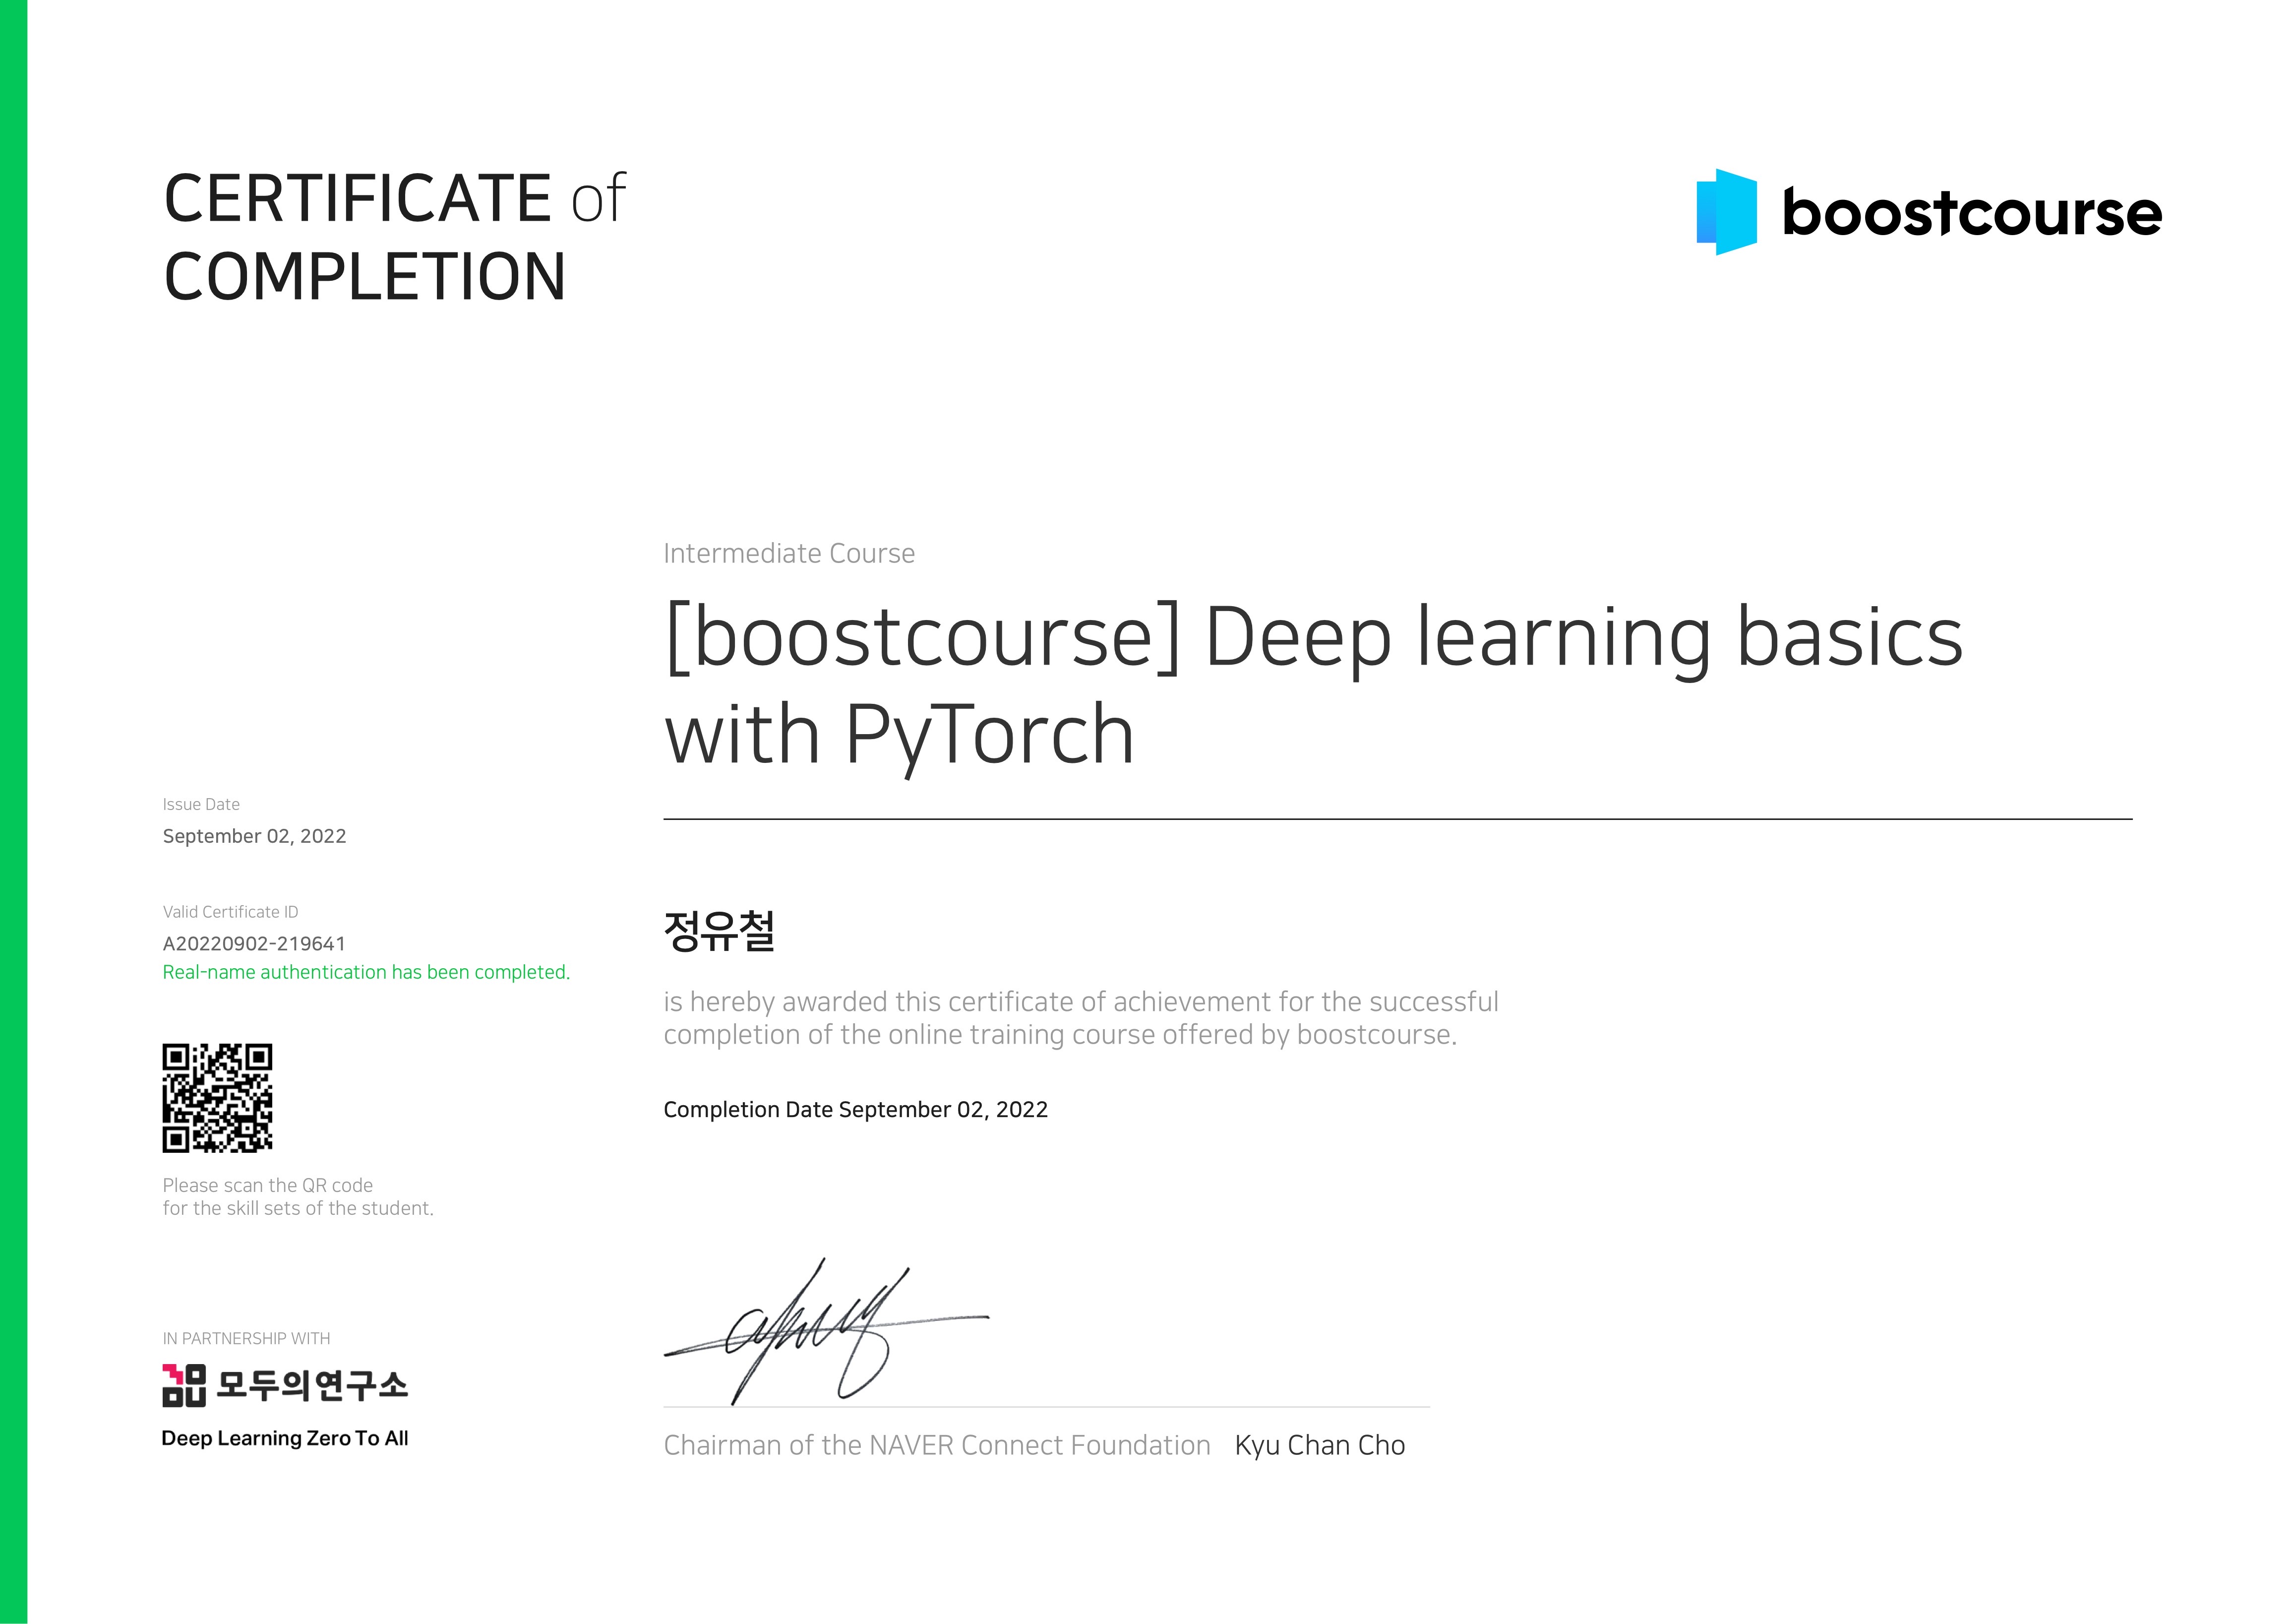 CERTIFICATE of
COMPLETION
boostcourse
Intermediate Course
[boostcourse] Deep learning basics
with PyTorch
Issue Date
September 02, 2022
Valid Certificate ID
A20220902-219641
Real-name authentication has been completed.
정유철
is hereby awarded this certificate of achievement for the successful
completion of the online training course offered by boostcourse.
Completion Date September 02, 2022
Please scan the QR code
for the skill sets of the student.
IN PARTNERSHIP WITH
모두의연구소
Deep Learning Zero To All
Chairman of the NAVER Connect Foundation Kyu Chan Cho